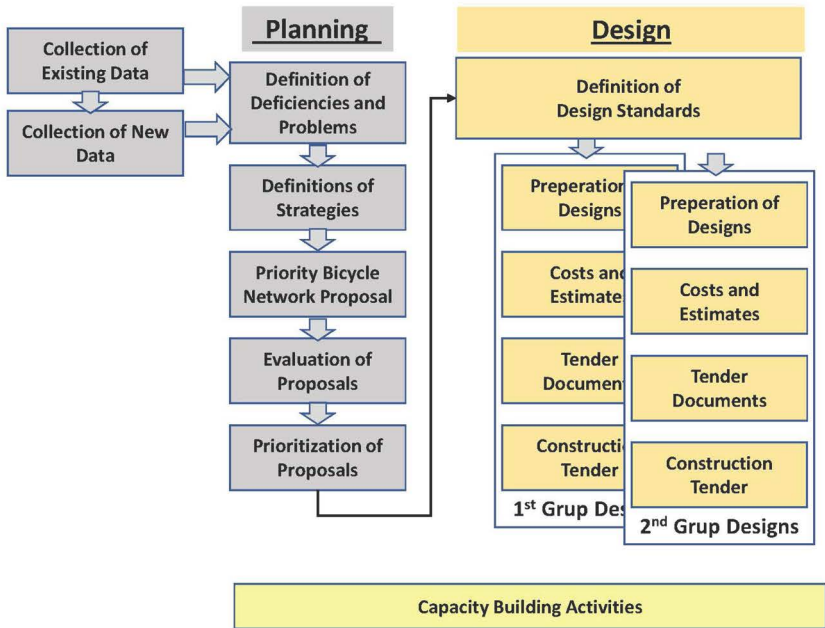 Planning
Design
Collection of
Existing Data
Collection of New
Data
Definition of
Deficiencies and
Problems
Definitions of
Strategies
Priority Bicycle
Network Proposal
Evaluation of
Proposals
Prioritization of
Proposals
Definition of
Design Standards
Preperation
Designs
Costs and
Estimates
Tender
Document
Constructi
Tender
1st Grup Des
Preperation of
Designs
Costs and
Estimates
Tender
Documents
Construction
Tender
2nd Grup Designs
Capacity Building Activities